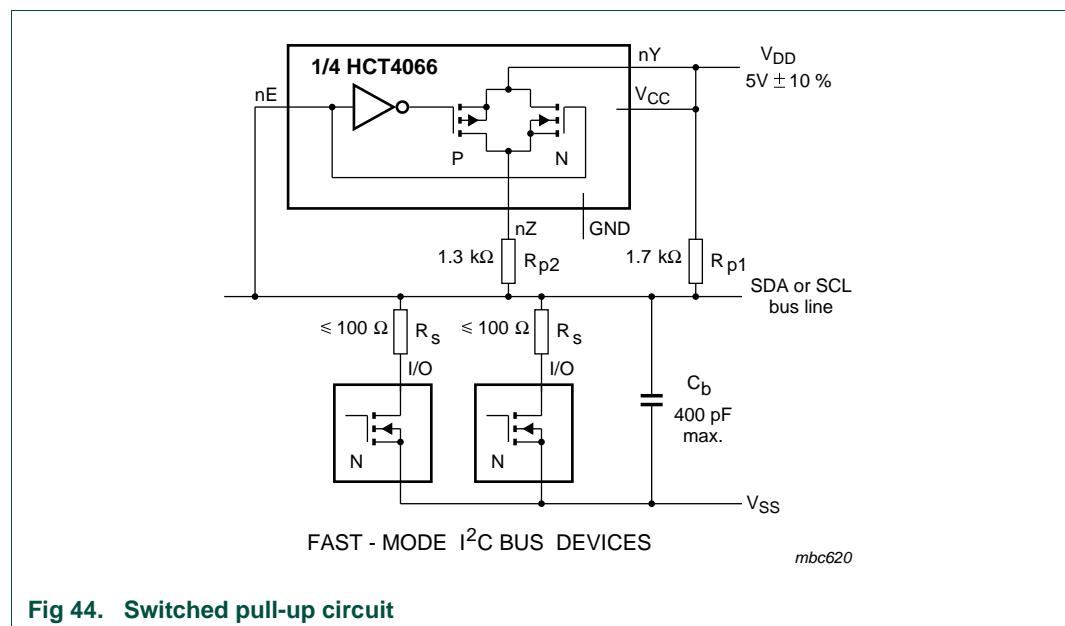 1/4 HCT4066
nY
VDD
5V ± 10 %
nE
VCC
P
N
nZ
GND
1.3 kΩ
Rp2
1.7 kΩ
Rp1
SDA or SCL
bus line
≤ 100 Ω
Rs
≤ 100 Ω
Rs
I/O
I/O
Cb
400 pF
max.
N
N
VSS
FAST - MODE I²C BUS DEVICES
mbc620
Fig 44. Switched pull-up circuit